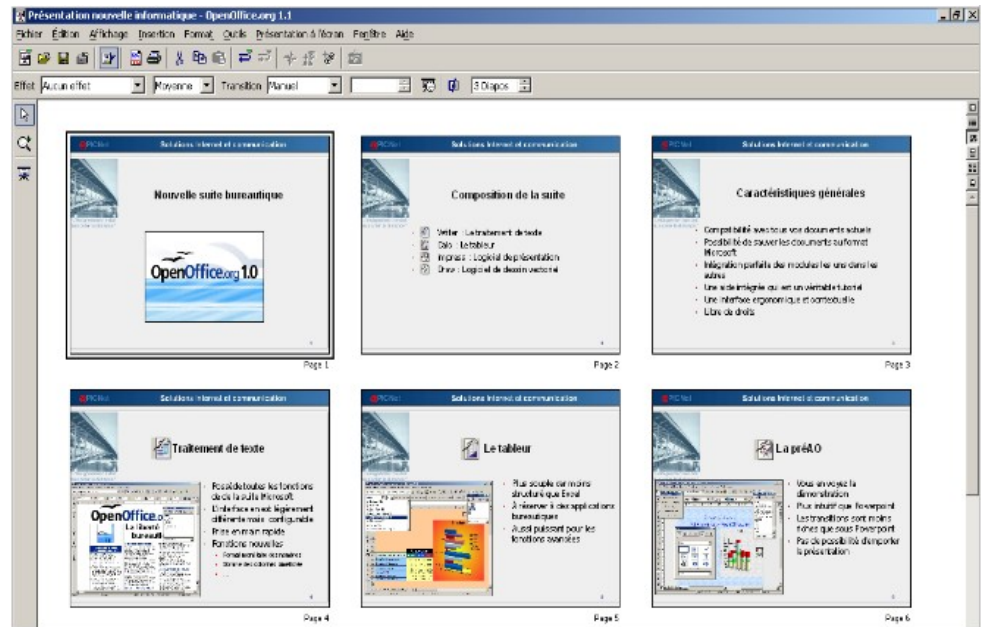 Présentation nouvelle informatique - OpenOffice.org 1.1
Fichier Édition Affichage Insertion Format Outils Présentation à l'écran Fenêtre Aide
Effet Aucun effet Moyenne Transition Manuel 3 Diapos
Solutions Internet et communication
Nouvelle suite bureautique
OpenOffice.org 1.0
Page 1
Solutions Internet et communication
Composition de la suite
Writer : Le traitement de texte
Calc : Le tableur
Impress : Logiciel de présentation
Draw : Logiciel de dessin vectoriel
Page 2
Solutions Internet et communication
Caractéristiques générales
Compatibilité avec tous vos documents actuels
Possibilité de sauver les documents au format
Microsoft
Intégration parfaite des modules les uns dans les
autres
Une aide intégrée qui est un véritable tutoriel
Une interface ergonomique et contextuelle
Libre de droits
Page 3
Solutions Internet et communication
Traitement de texte
OpenOffice.o
La liberté
bureauti
Possède toutes les fonctions
de de la suite Microsoft
L'interface en est légèrement
différente mais configurable
Prise en main rapide
Fonctions nouvelles
...
Page 4
Solutions Internet et communication
Le tableur
Plus souple car moins
structuré que Excel
À réserver à des applications
bureautiques
Aussi puissant pour les
fonctions avancées
Page 5
Solutions Internet et communication
La préAO
Vous en voyez la
démonstration
Plus intuitif que Powerpoint
Les transitions sont moins
riches que sous Powerpoint
Pas de possibilité d'emporter
la présentation
Page 6